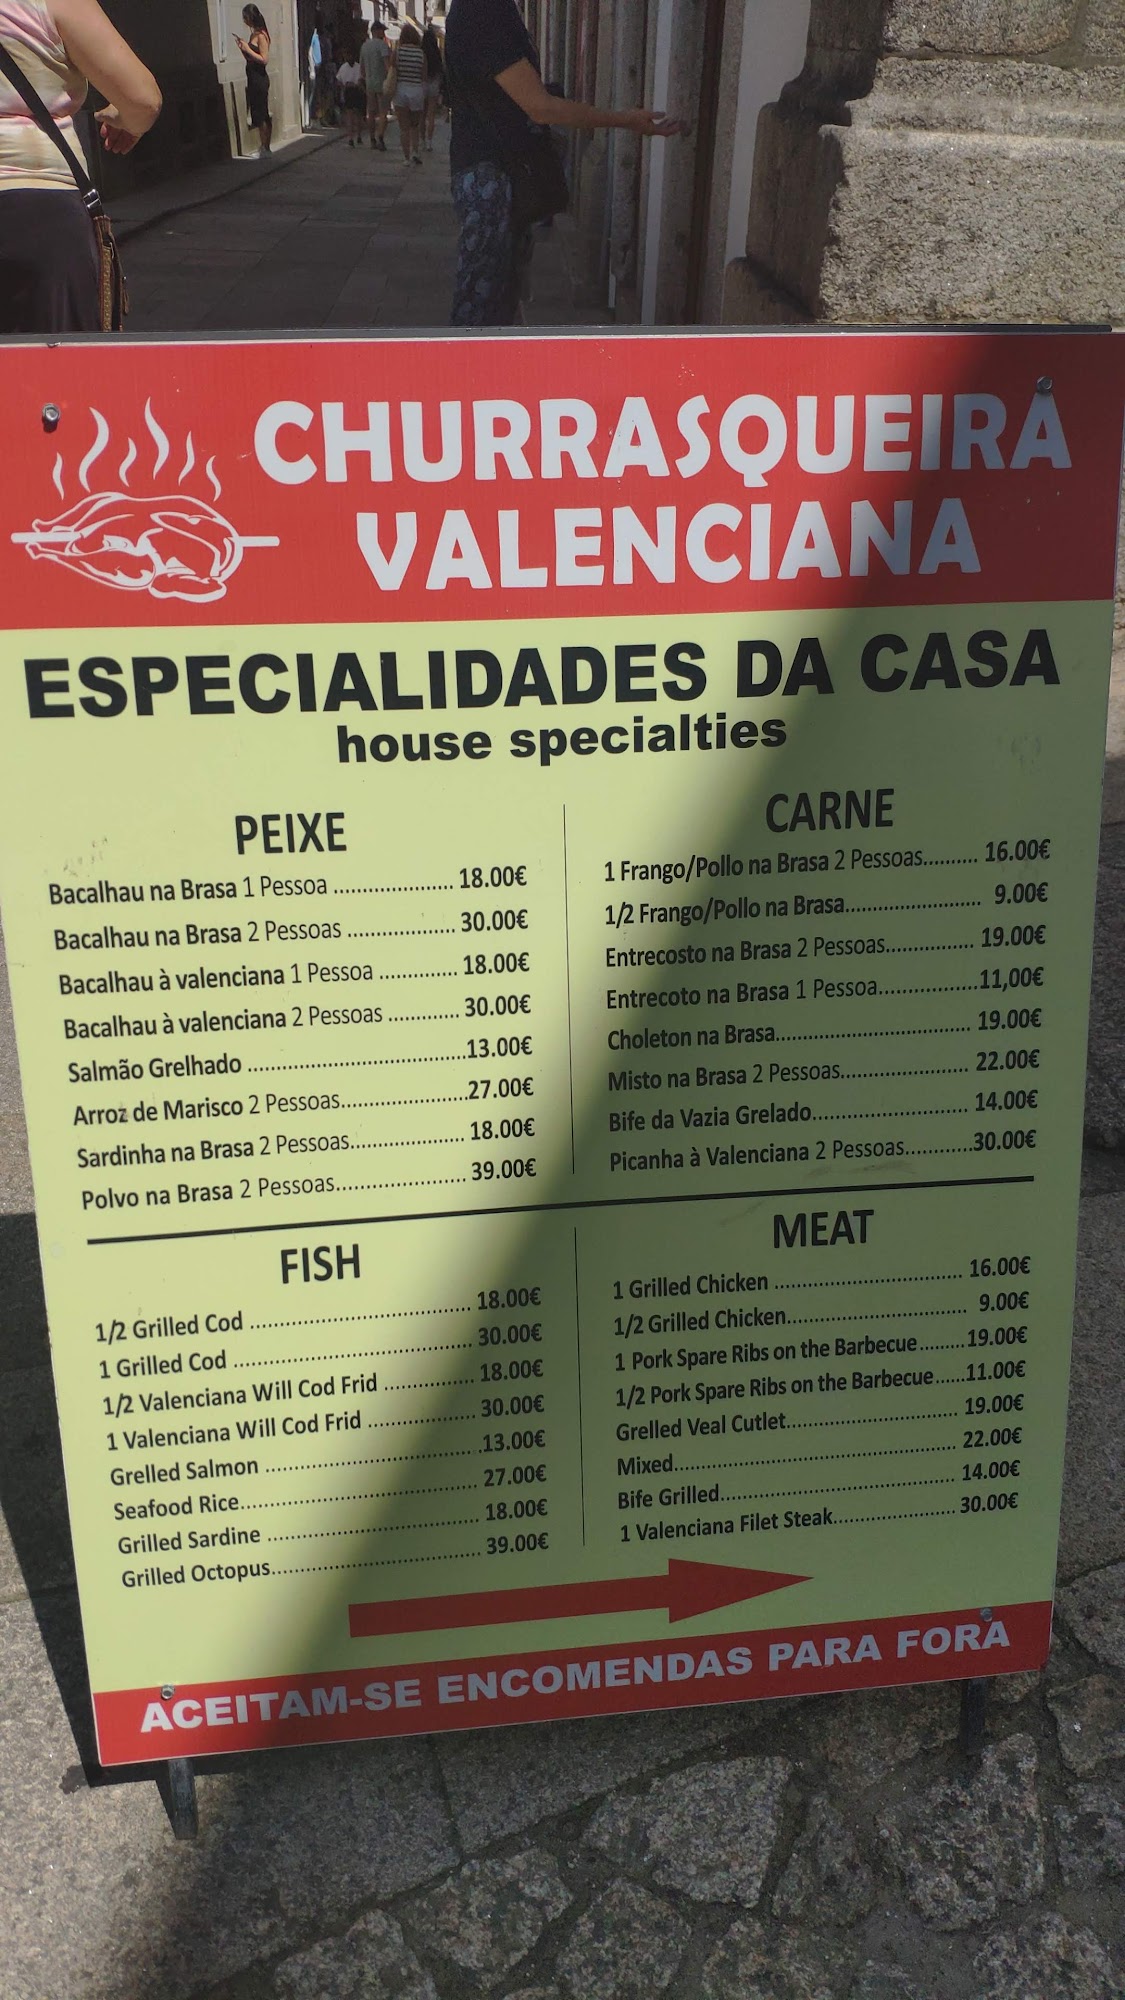 CHURRASQUEIRA
VALENCIANA
ESPECIALIDADES DA CASA
house specialties
PEIXE
Bacalhau na Brasa 1 Pessoa ..................... 18.00€
Bacalhau na Brasa 2 Pessoas ................... 30.00€
Bacalhau à valenciana 1 Pessoa .............. 18.00€
Bacalhau à valenciana 2 Pessoas ............. 30.00€
Salmão Grelhado ......................................13.00€
Arroz de Marisco 2 Pessoas......................27.00€
Sardinha na Brasa 2 Pessoas.................... 18.00€
Polvo na Brasa 2 Pessoas....................... 39.00€
CARNE
1 Frango/Pollo na Brasa 2 Pessoas.......... 16.00€
1/2 Frango/Pollo na Brasa........................ 9.00€
Entrecosto na Brasa 2 Pessoas................ 19.00€
Entrecoto na Brasa 1 Pessoa..................11,00€
Choleton na Brasa................................... 19.00€
Misto na Brasa 2 Pessoas....................... 22.00€
Bife da Vazia Grelado............................ 14.00€
Picanha à Valenciana 2 Pessoas............30.00€
FISH
1/2 Grilled Cod ....................................... 18.00€
1 Grilled Cod .......................................... 30.00€
1/2 Valenciana Will Cod Frid ................ 18.00€
1 Valenciana Will Cod Frid ................... 30.00€
Grelled Salmon ......................................13.00€
Seafood Rice.......................................... 27.00€
Grilled Sardine ...................................... 18.00€
Grilled Octopus...................................... 39.00€
MEAT
1 Grilled Chicken .................................. 16.00€
1/2 Grilled Chicken................................ 9.00€
1 Pork Spare Ribs on the Barbecue.........19.00€
1/2 Pork Spare Ribs on the Barbecue......11.00€
Grelled Veal Cutlet............................... 19.00€
Mixed.................................................... 22.00€
Bife Grilled........................................... 14.00€
1 Valenciana Filet Steak...................... 30.00€
ACEITAM-SE ENCOMENDAS PARA FORA